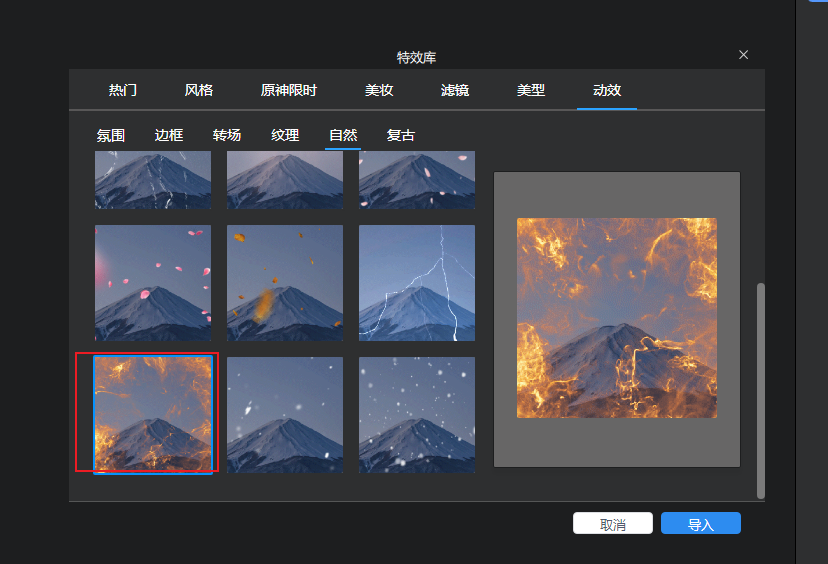 特效库
热门 风格 原神限时 美妆 滤镜 美型 动效
氛围 边框 转场 纹理 自然 复古
取消 导入